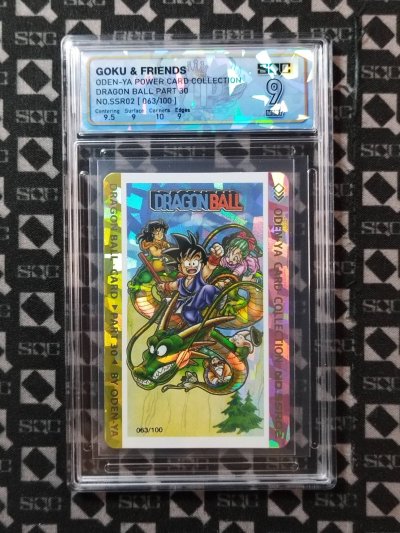 GOKU & FRIENDS
ODEN-YA POWER CARD COLLECTION
DRAGON BALL PART 30
NO.SSR02 [ 063/100 ]
Centering Surface Corners Edges
9.5 9 10 9
SQC
9
DRAGONBALL
DRAGON BALL CARD
PART 30
BY ODEN-YA
ODEN-YA CARD COLLECTION
063/100
SQC